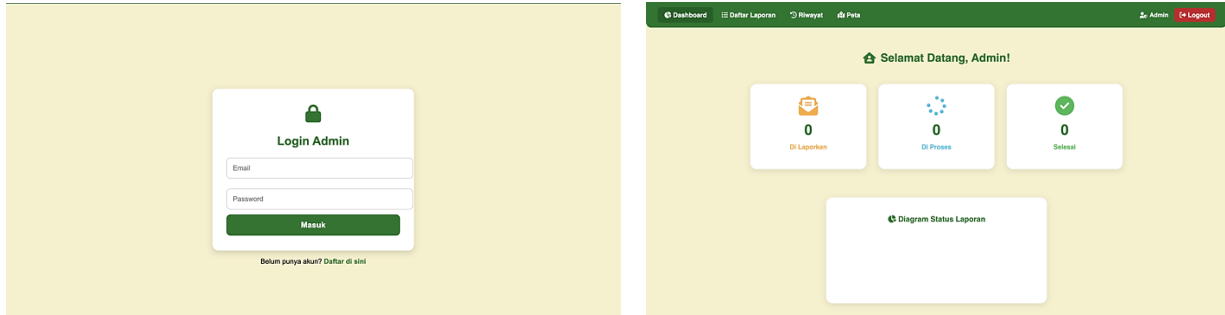 Login Admin
Email
Password
Masuk
Belum punya akun? Daftar di sini
Dashboard Daftar Laporan Riwayat Peta Admin Logout
Selamat Datang, Admin!
0 0 0
Di Laporkan Di Proses Selesai
Diagram Status Laporan